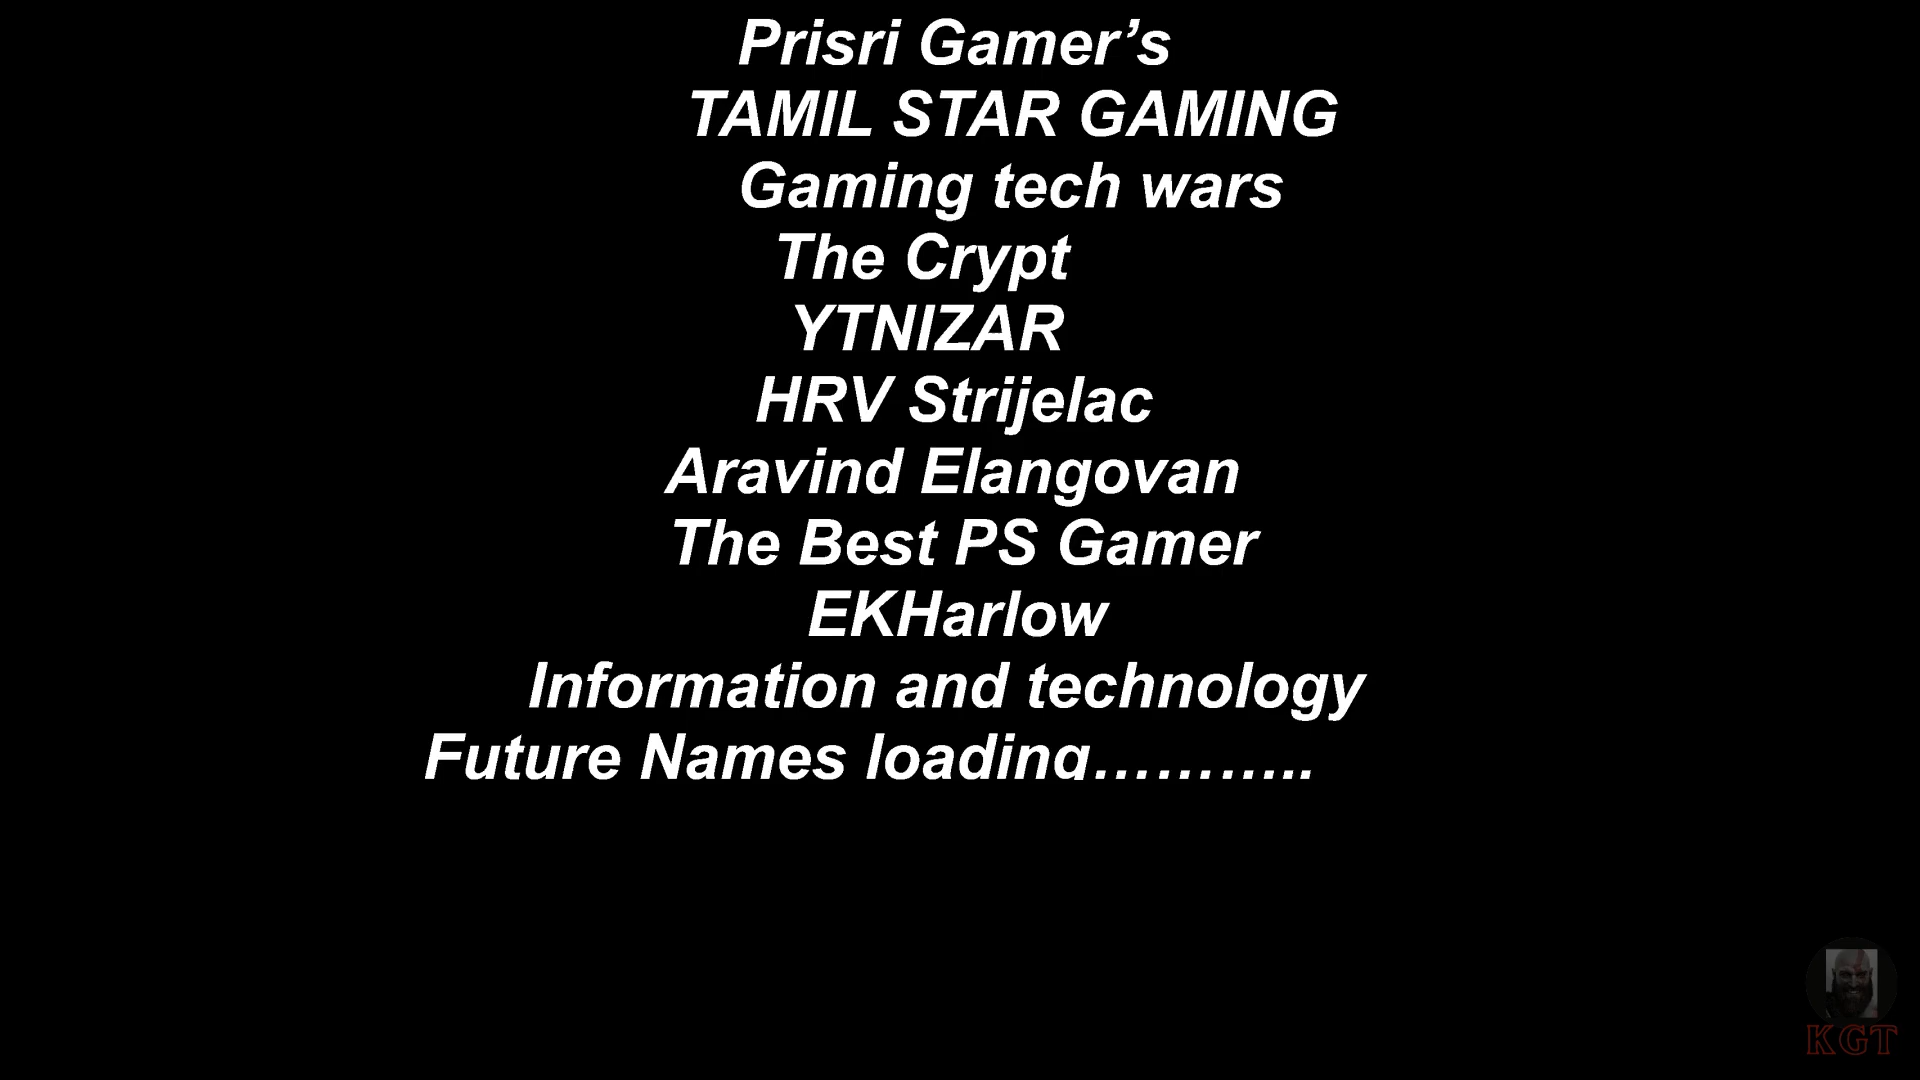 Prisri Gamer’s
TAMIL STAR GAMING
Gaming tech wars
The Crypt
YTNIZAR
HRV Strijelac
Aravind Elangovan
The Best PS Gamer
EKHarlow
Information and technology
Future Names loading………..
KGT